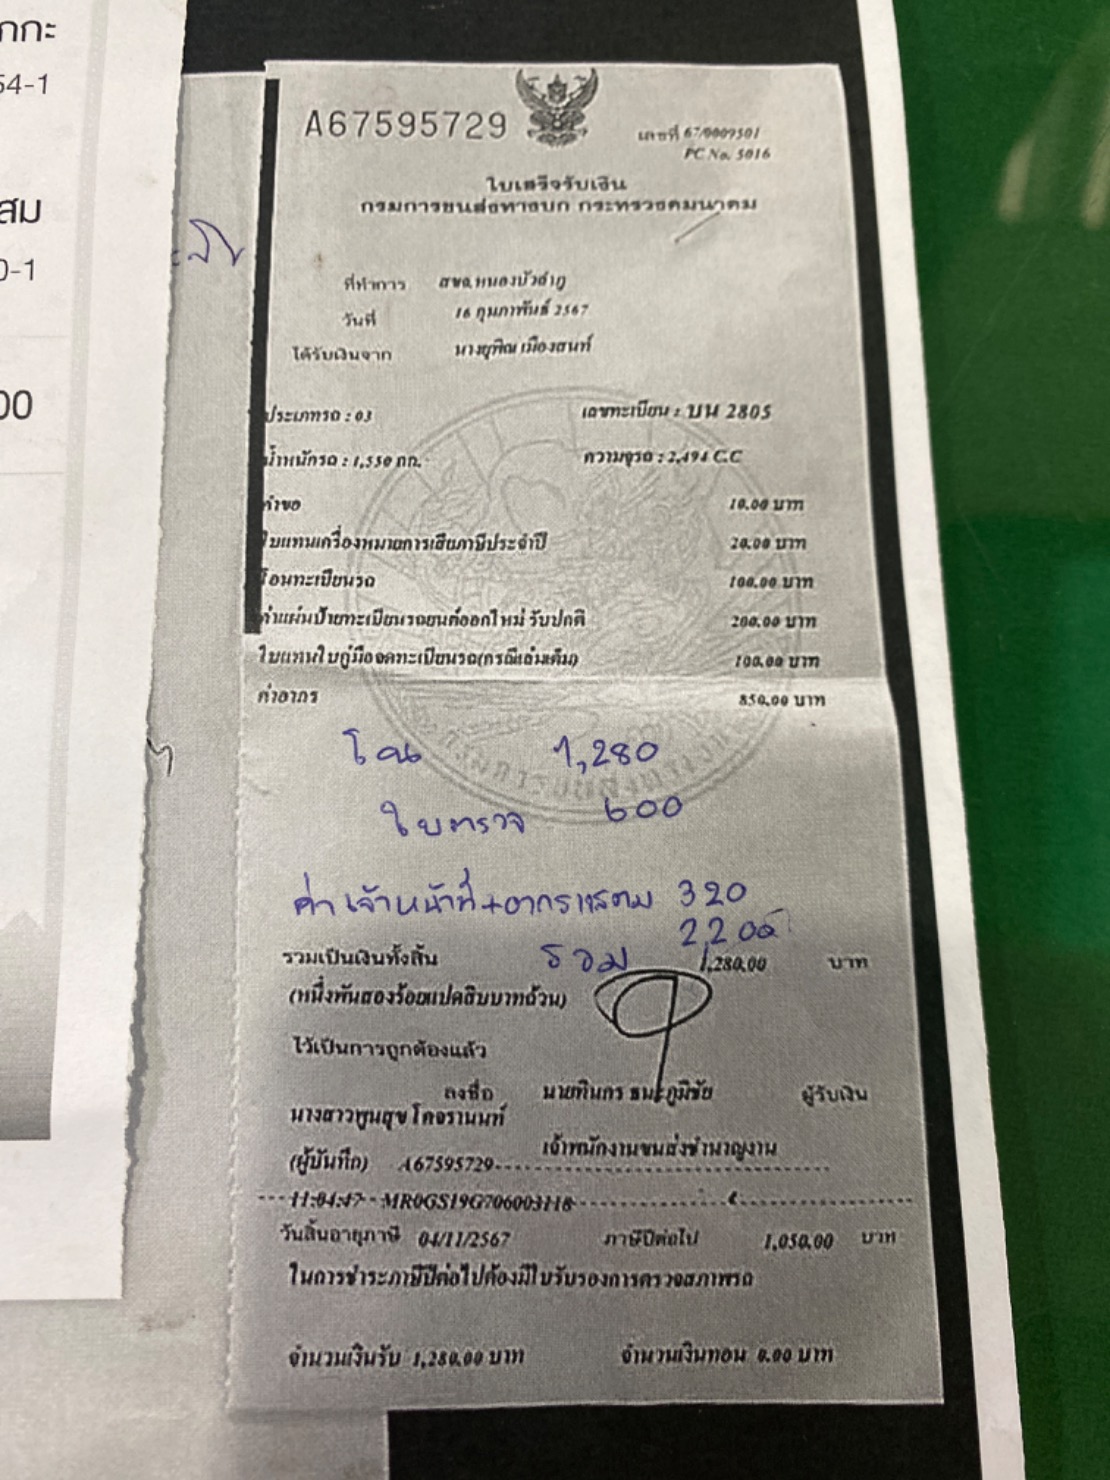 กกะ
54-1
สม
0-1
00
A67595729
เลขที่ 67/0009501
PC No. 5016
ใบเสร็จรับเงิน
กรมการขนส่งทางบก กระทรวงคมนาคม
ที่ทำการ สขจ.หนองบัวลำภู
วันที่ 16 กุมภาพันธ์ 2567
ได้รับเงินจาก นางยุพิณ เมืองสนท์
ประเภทรถ : 03 เลขทะเบียน : บน 2805
น้ำหนักรถ : 1,550 กก. ความจุรถ : 2,494 C.C
คำขอ 10.00 บาท
ใบแทนเครื่องหมายการเสียภาษีประจำปี 20.00 บาท
โอนทะเบียนรถ 100.00 บาท
ค่าแผ่นป้ายทะเบียนรถยนต์ออกใหม่ รับปกติ 200.00 บาท
ใบแทนใบคู่มือจดทะเบียนรถ(กรณีเล่มเต็ม) 100.00 บาท
ค่าอากร 850.00 บาท
โอน 1,280
ใบตรวจ 600
ค่าเจ้าหน้าที่+อากรแสตม 320
รวม 2,200
รวมเป็นเงินทั้งสิ้น 1,280.00 บาท
(หนึ่งพันสองร้อยแปดสิบบาทถ้วน)
ไว้เป็นการถูกต้องแล้ว
ลงชื่อ นายทินกร ธนะภูมิชัย ผู้รับเงิน
นางสาวพูนสุข โคจรานนท์
เจ้าพนักงานขนส่งชำนาญงาน
(ผู้บันทึก) A67595729
11:04:47 MR0GS19G706003118
วันสิ้นอายุภาษี 04/11/2567 ภาษีปีต่อไป 1,050.00 บาท
ในการชำระภาษีปีต่อไปต้องมีใบรับรองการตรวจสภาพรถ
จำนวนเงินรับ 1,280.00 บาท จำนวนเงินทอน 0.00 บาท